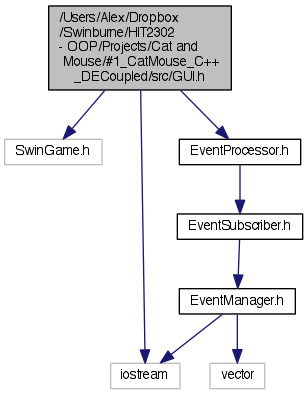 /Users/Alex/Dropbox
/Swinburne/HIT2302
- OOP/Projects/Cat and
Mouse/#1_CatMouse_C++
_DECoupled/src/GUI.h
SwinGame.h
EventProcessor.h
EventSubscriber.h
EventManager.h
iostream
vector